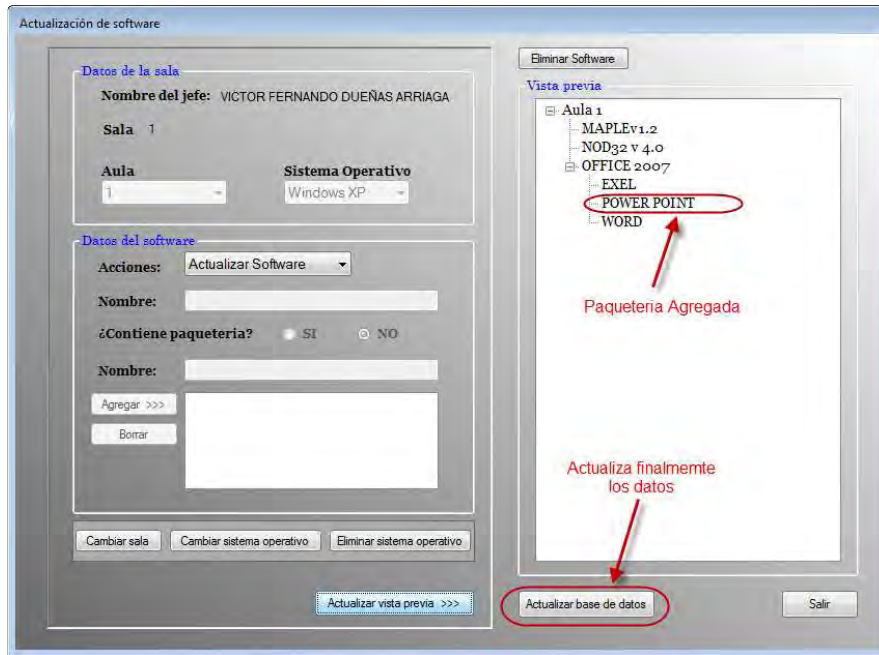 Actualización de software
Datos de la sala
Nombre del jefe: VICTOR FERNANDO DUEÑAS ARRIAGA
Sala 1
Aula
Sistema Operativo
1
Windows XP
Datos del software
Acciones: Actualizar Software
Nombre:
¿Contiene paqueteria? SI NO
Nombre:
Agregar >>>
Borrar
Cambiar sala
Cambiar sistema operativo
Eliminar sistema operativo
Actualizar vista previa >>>
Eliminar Software
Vista previa
Aula 1
MAPLEv1.2
NOD32 v 4.0
OFFICE 2007
EXEL
POWER POINT
WORD
Paqueteria Agregada
Actualiza finalmemte
los datos
Actualizar base de datos
Salir